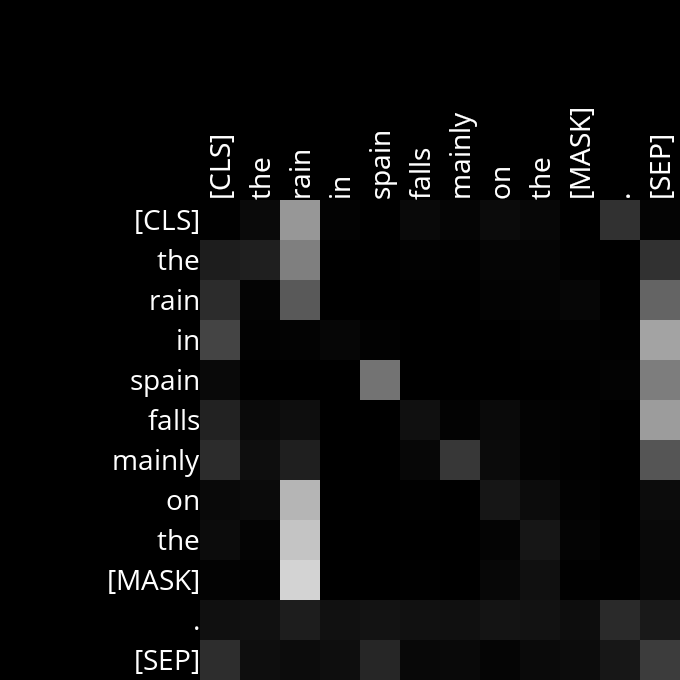 [CLS] the rain in spain falls mainly on the [MASK] . [SEP]
[CLS]
the
rain
in
spain
falls
mainly
on
the
[MASK]
.
[SEP]